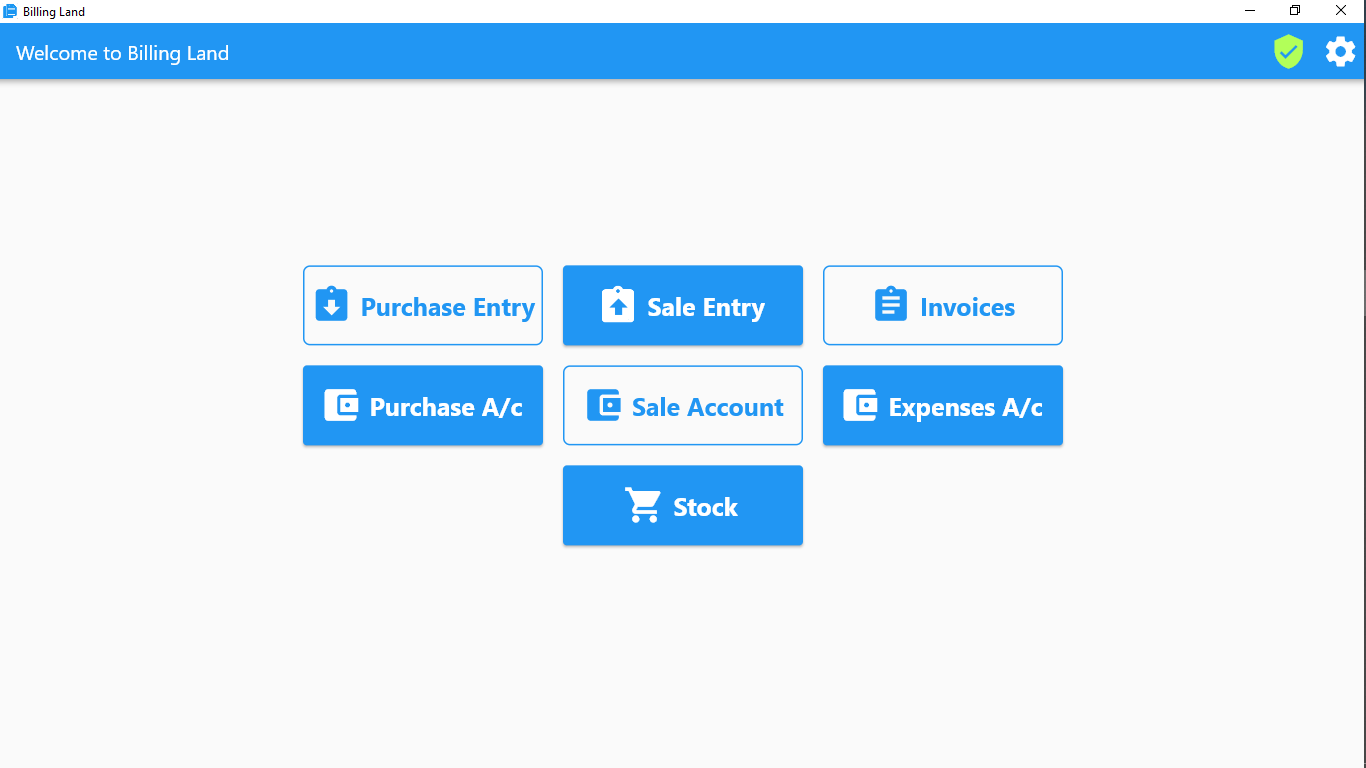 Billing Land
Welcome to Billing Land
Purchase Entry
Sale Entry
Invoices
Purchase A/c
Sale Account
Expenses A/c
Stock